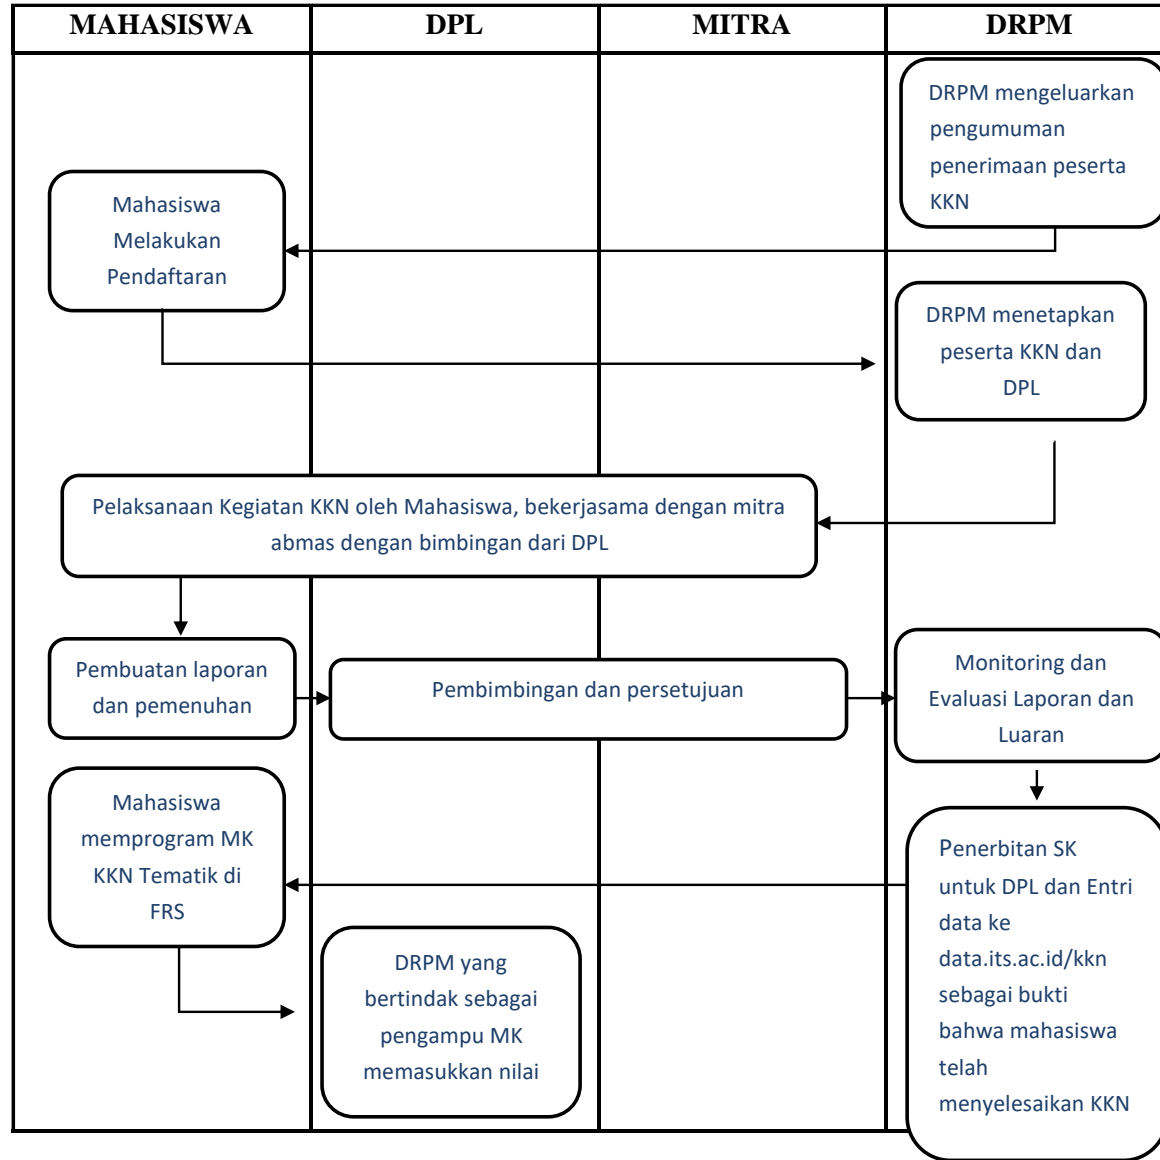 MAHASISWA
DPL
MITRA
DRPM
DRPM mengeluarkan
pengumuman
penerimaan peserta
KKN
Mahasiswa
Melakukan
Pendaftaran
DRPM menetapkan
peserta KKN dan
DPL
Pelaksanaan Kegiatan KKN oleh Mahasiswa, bekerjasama dengan mitra
abmas dengan bimbingan dari DPL
Pembuatan laporan
dan pemenuhan
Pembimbingan dan persetujuan
Monitoring dan
Evaluasi Laporan dan
Luaran
Mahasiswa
memprogram MK
KKN Tematik di
FRS
Penerbitan SK
untuk DPL dan Entri
data ke
data.its.ac.id/kkn
sebagai bukti
bahwa mahasiswa
telah
menyelesaikan KKN
DRPM yang
bertindak sebagai
pengampu MK
memasukkan nilai